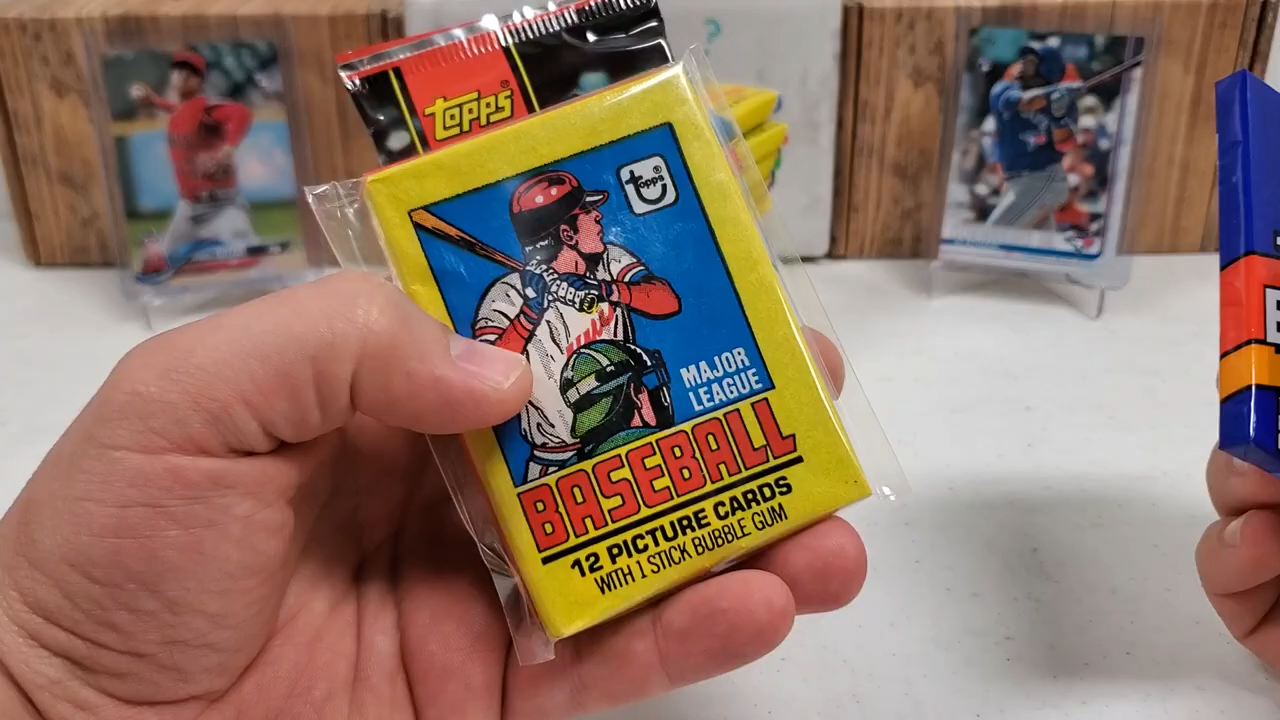 topps
topps
MAJOR
LEAGUE
BASEBALL
12 PICTURE CARDS
WITH 1 STICK BUBBLE GUM